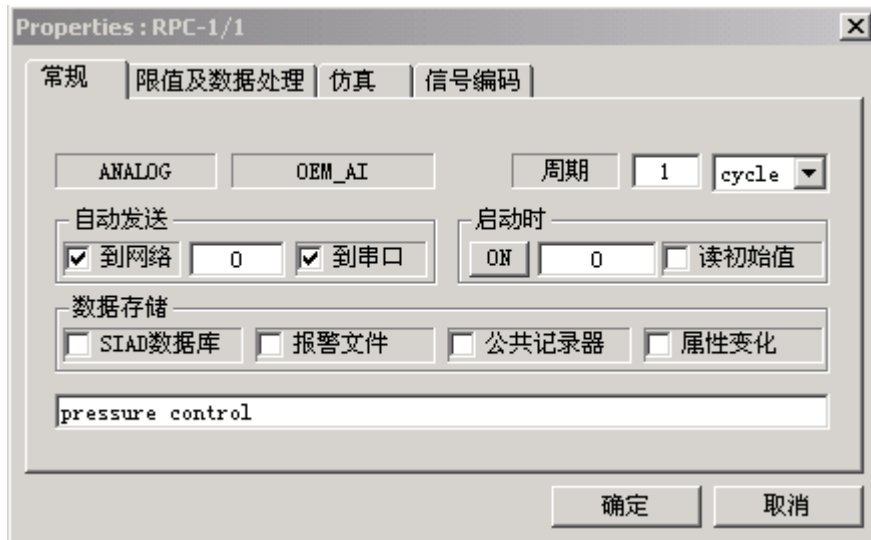 Properties : RPC-1/1
常规 限值及数据处理 仿真 信号编码
ANALOG OEM_AI 周期 1 cycle
自动发送 启动时
到网络 0 到串口 ON 0 读初始值
数据存储
SIAD数据库 报警文件 公共记录器 属性变化
pressure control
确定 取消